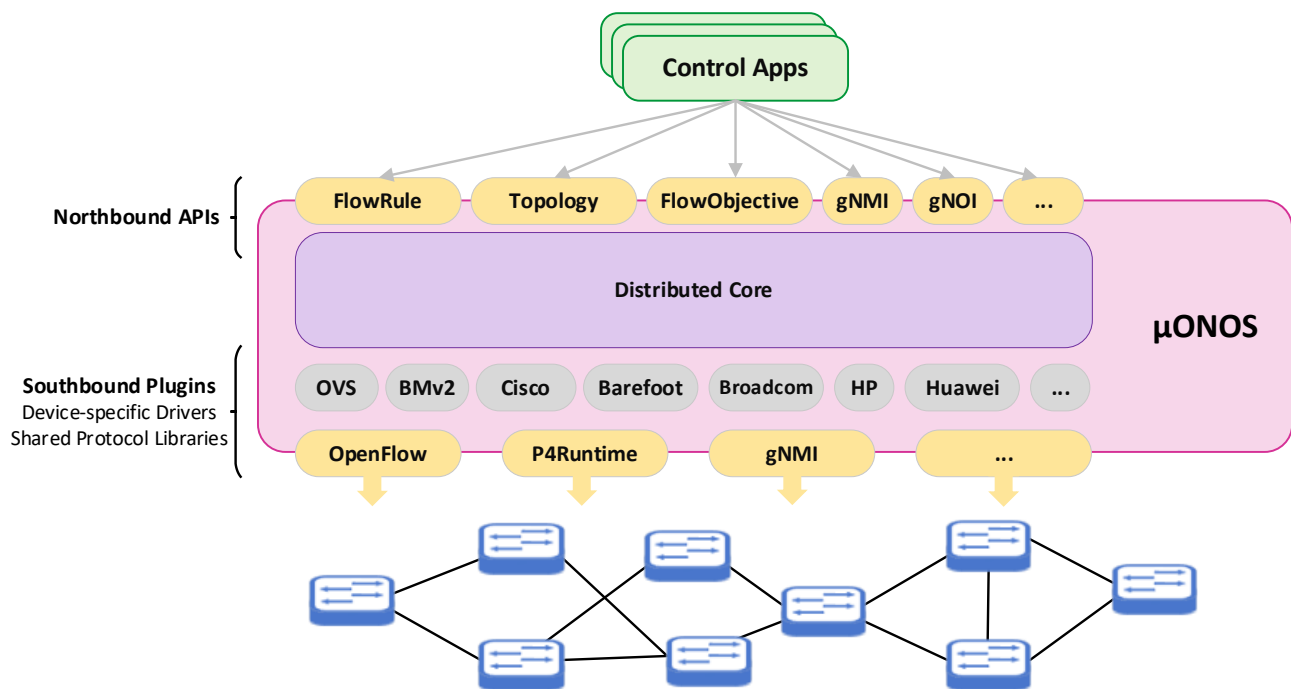 Control Apps
Northbound APIs
FlowRule
Topology
FlowObjective
gNMI
gNOI
...
Distributed Core
μONOS
Southbound Plugins
Device-specific Drivers
Shared Protocol Libraries
OVS
BMv2
Cisco
Barefoot
Broadcom
HP
Huawei
...
OpenFlow
P4Runtime
gNMI
...